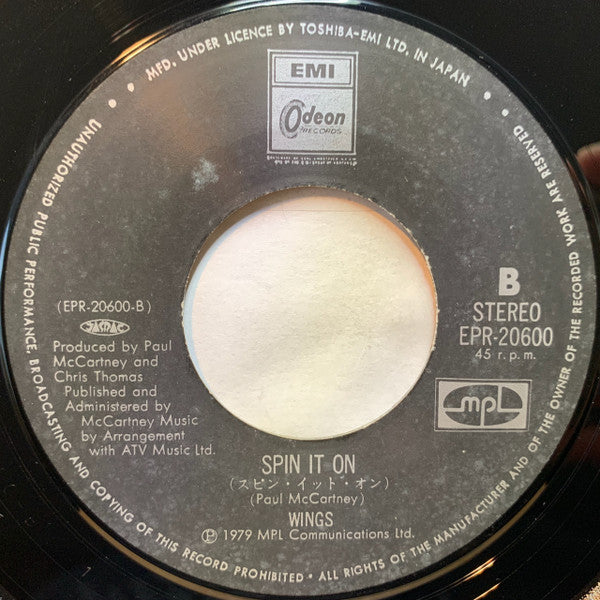 MFD, UNDER LICENCE BY TOSHIBA-EMI LTD, IN JAPAN
UNAUTHORIZED PUBLIC PERFORMANCE, BROADCASTING AND COPYING OF THIS RECORD PROHIBITED • ALL RIGHTS OF THE MANUFACTURER AND OF THE OWNER OF THE RECORDED WORK ARE RESERVED
EMI
Odeon
RECORDS
(EPR-20600-B)
Produced by Paul
McCartney and
Chris Thomas
Published and
Administered by
McCartney Music
by Arrangement
with ATV Music Ltd.
B
STEREO
EPR-20600
45 r.p.m.
mpl
SPIN IT ON
(スピン・イット・オン)
(Paul McCartney)
WINGS
Ⓟ 1979 MPL Communications Ltd.